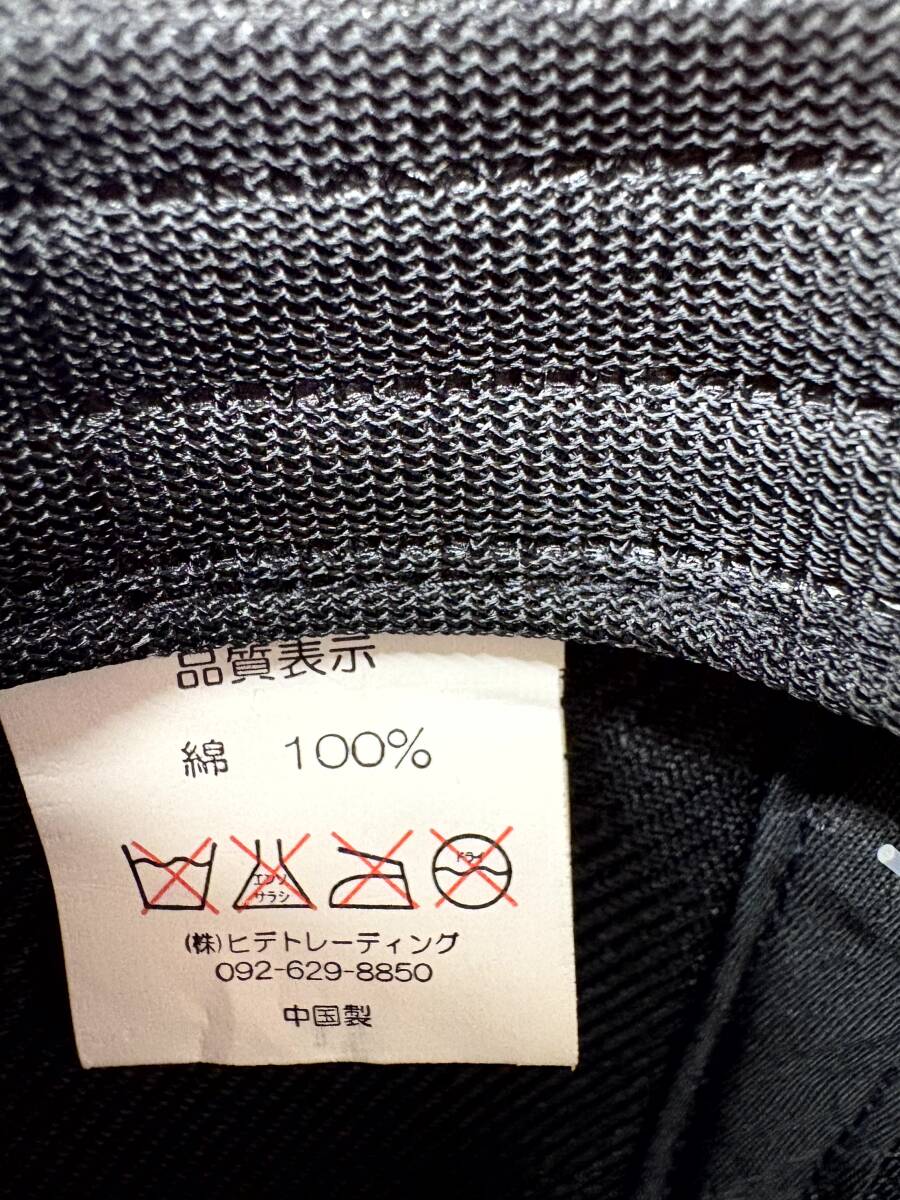 品質表示
綿 100%
エンソ サラシ
ドライ
(株)ヒデトレーディング
092-629-8850
中国製